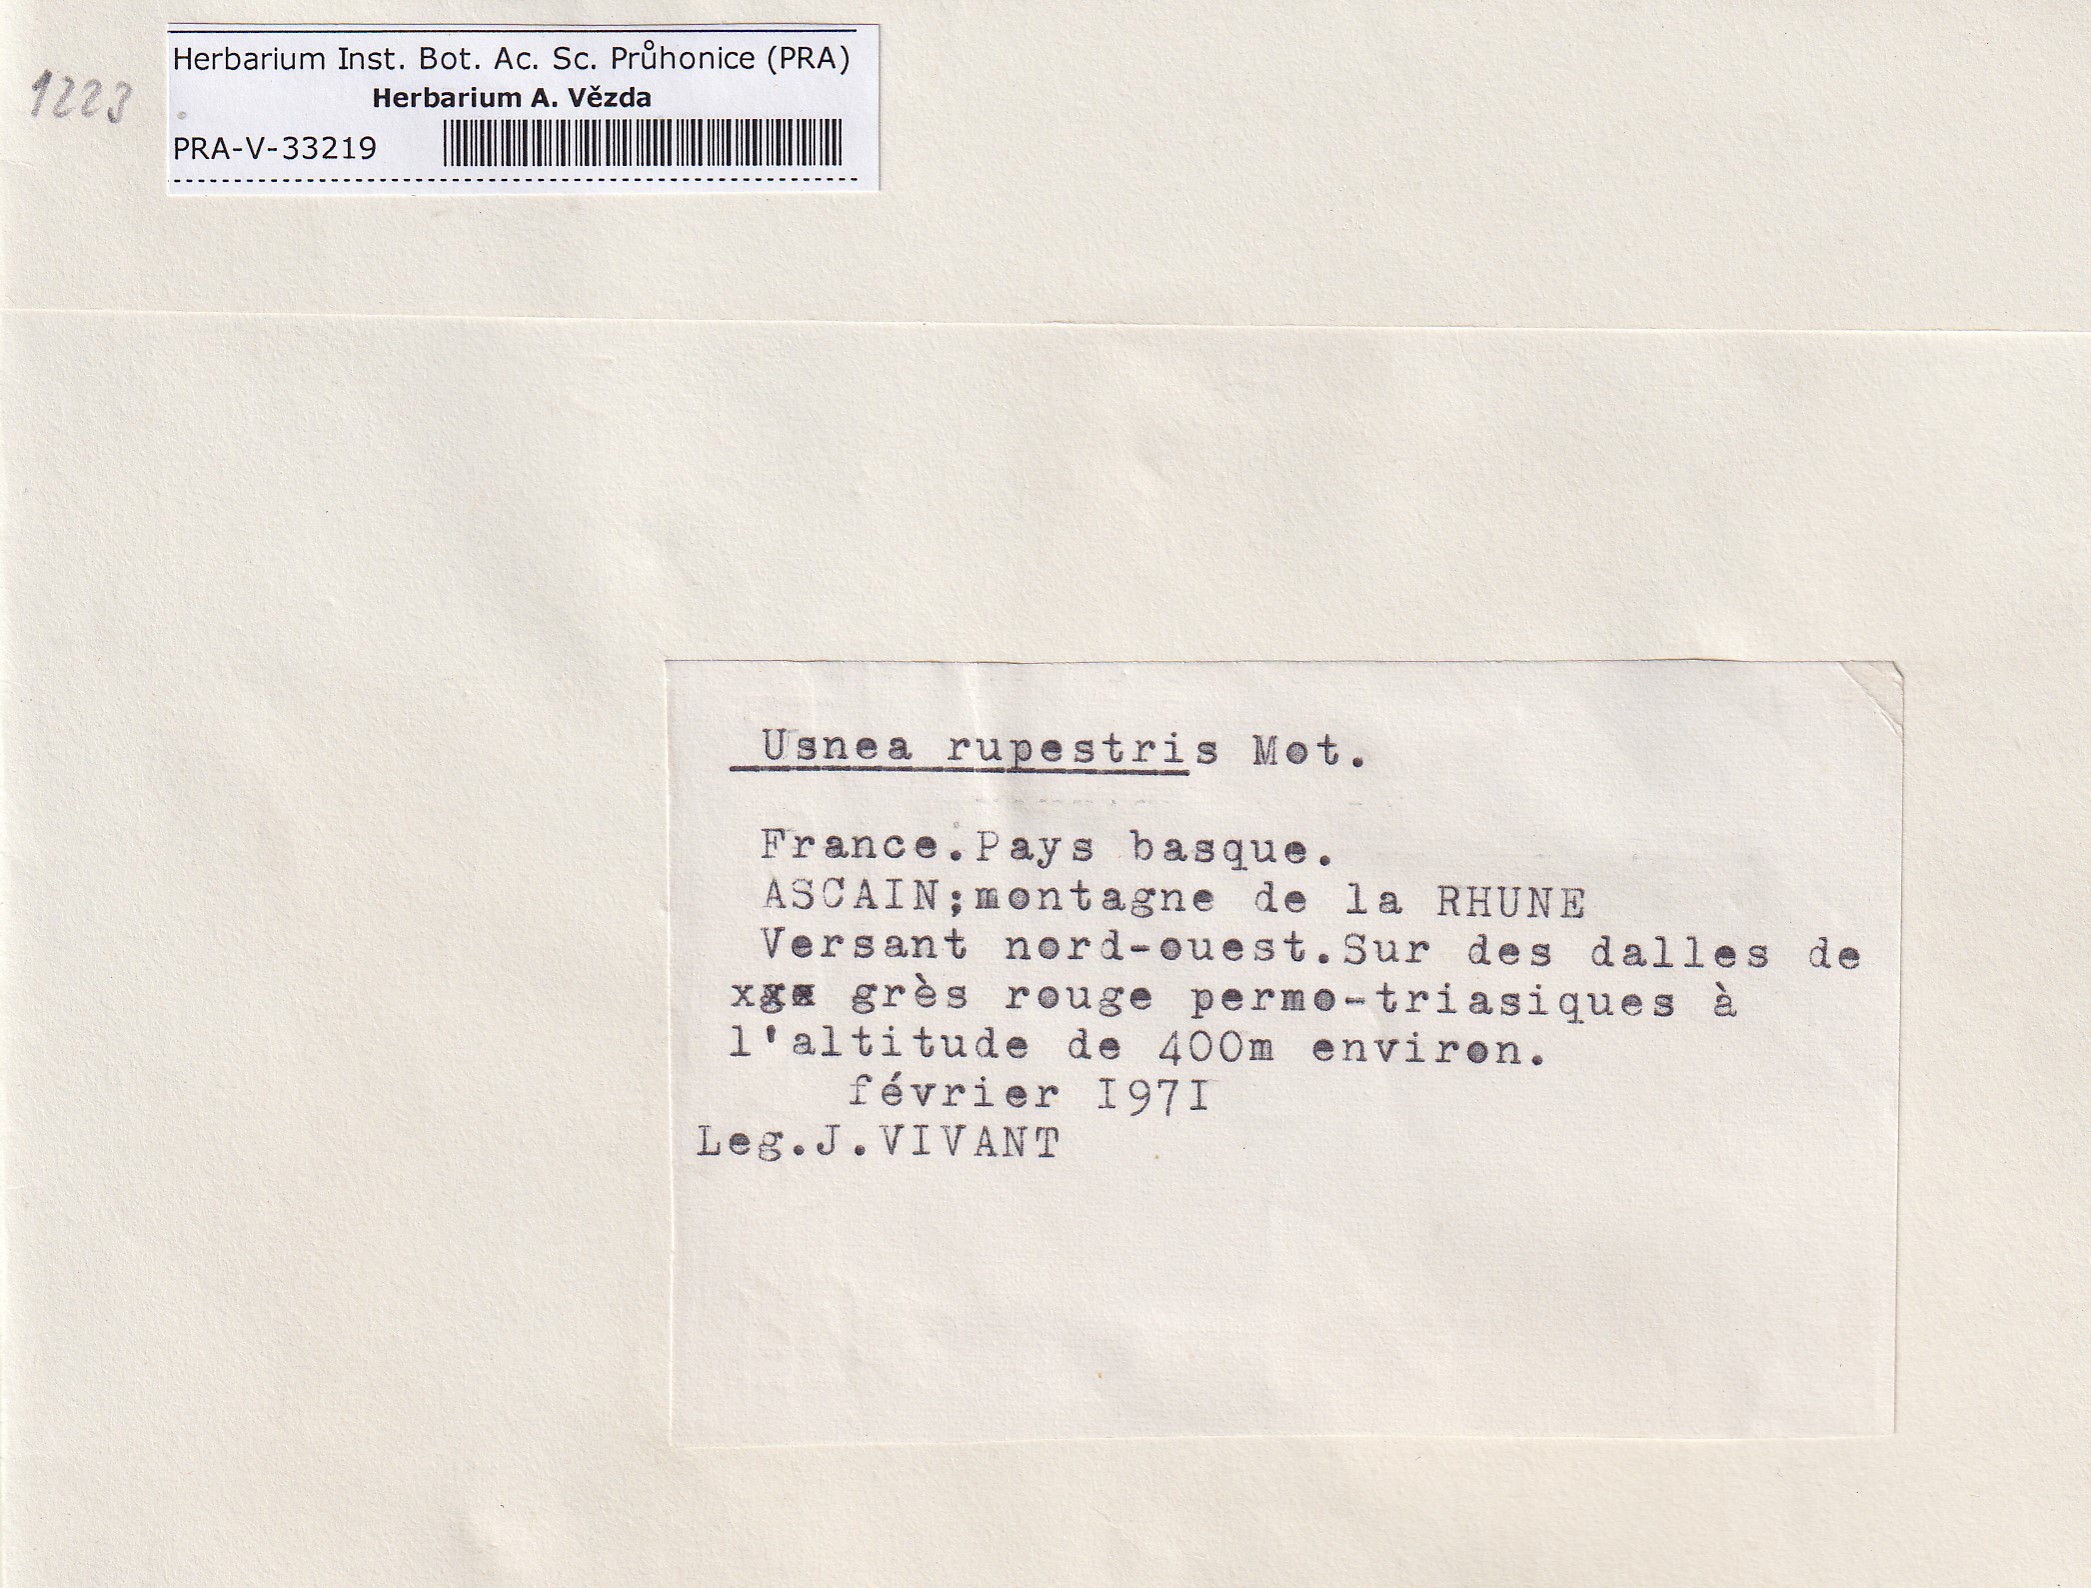 1223
Herbarium Inst. Bot. Ac. Sc. Průhonice (PRA)
Herbarium A. Vězda
PRA-V-33219
Usnea rupestris Mot.
France.Pays basque.
ASCAIN;montagne de la RHUNE
Versant nord-ouest.Sur des dalles de
grès rouge permo-triasiques à
l'altitude de 400m environ.
février I97I
Leg.J.VIVANT